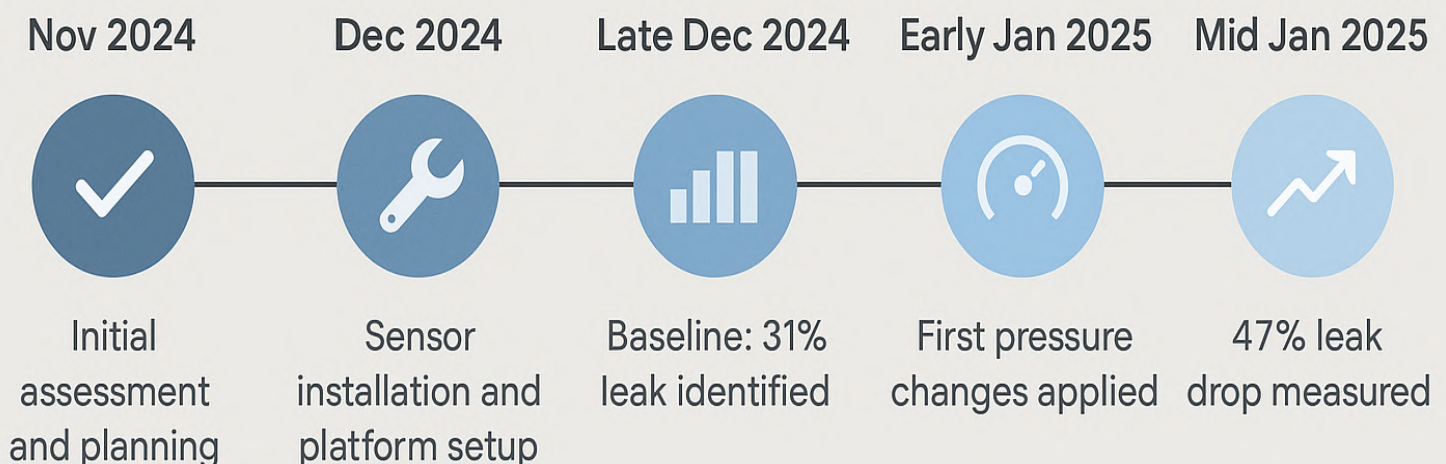 Nov 2024
Dec 2024
Late Dec 2024
Early Jan 2025
Mid Jan 2025
Initial
assessment
and planning
Sensor
installation and
platform setup
Baseline: 31%
leak identified
First pressure
changes applied
47% leak
drop measured